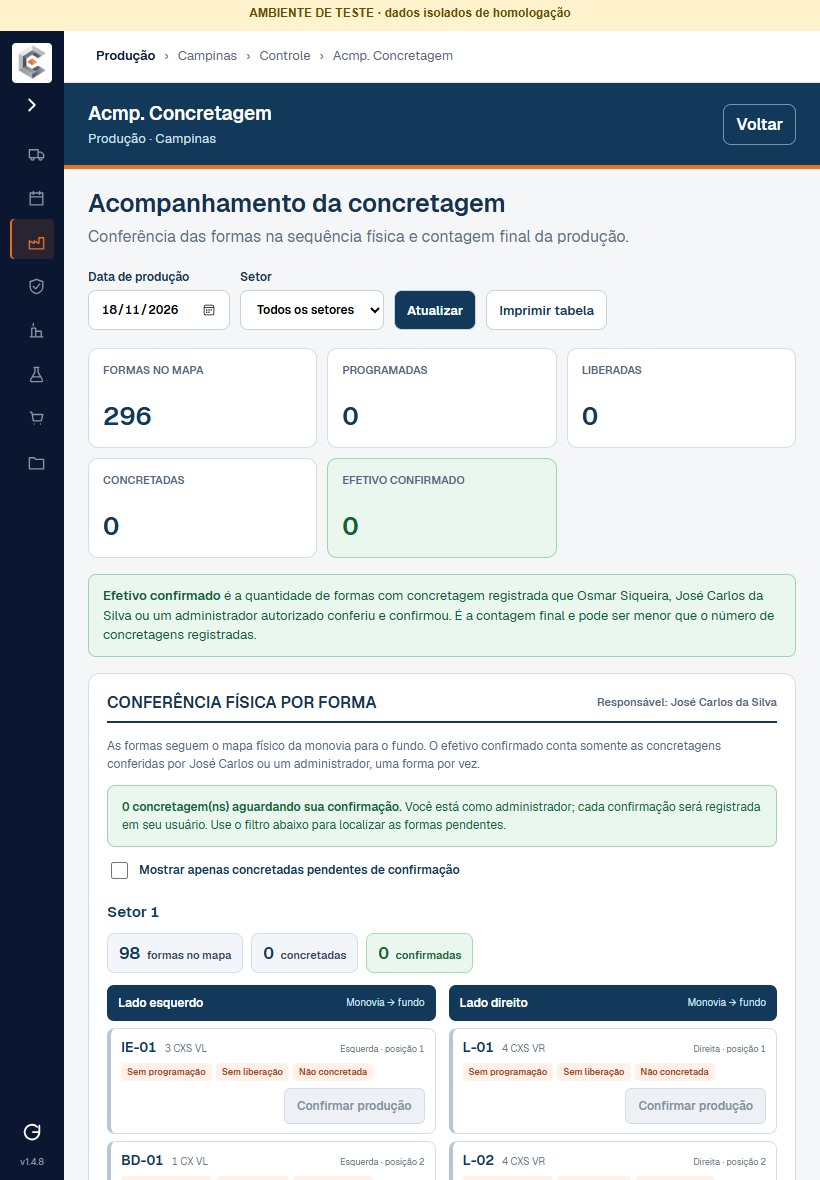 AMBIENTE DE TESTE · dados isolados de homologação
Produção › Campinas › Controle › Acmp. Concretagem
Acmp. Concretagem
Produção · Campinas
Voltar
Acompanhamento da concretagem
Conferência das formas na sequência física e contagem final da produção.
Data de produção
Setor
18/11/2026
Todos os setores
Atualizar
Imprimir tabela
FORMAS NO MAPA
296
PROGRAMADAS
0
LIBERADAS
0
CONCRETADAS
0
EFETIVO CONFIRMADO
0
Efetivo confirmado é a quantidade de formas com concretagem registrada que Osmar Siqueira, José Carlos da
Silva ou um administrador autorizado conferiu e confirmou. É a contagem final e pode ser menor que o número de
concretagens registradas.
CONFERÊNCIA FÍSICA POR FORMA
Responsável: José Carlos da Silva
As formas seguem o mapa físico da monovia para o fundo. O efetivo confirmado conta somente as concretagens
conferidas por José Carlos ou um administrador, uma forma por vez.
0 concretagem(ns) aguardando sua confirmação. Você está como administrador; cada confirmação será registrada
em seu usuário. Use o filtro abaixo para localizar as formas pendentes.
Mostrar apenas concretadas pendentes de confirmação
Setor 1
98 formas no mapa
0 concretadas
0 confirmadas
Lado esquerdo
Monovia → fundo
Lado direito
Monovia → fundo
IE-01 3 CXS VL
Esquerda · posição 1
Sem programação
Sem liberação
Não concretada
Confirmar produção
L-01 4 CXS VR
Direita · posição 1
Sem programação
Sem liberação
Não concretada
Confirmar produção
BD-01 1 CX VL
Esquerda · posição 2
L-02 4 CXS VR
Direita · posição 2
v1.4.8